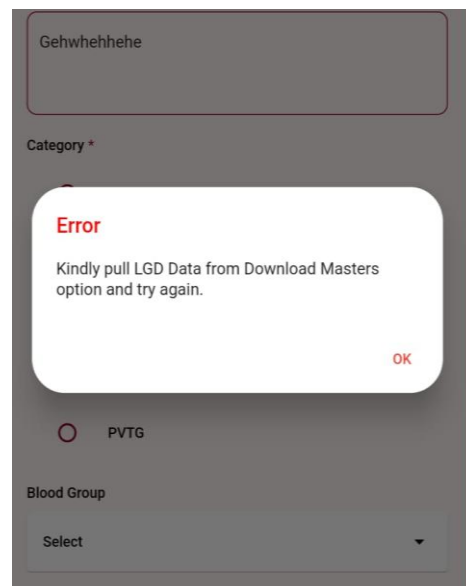 Gehwhehhehe
Category *
Error
Kindly pull LGD Data from Download Masters
option and try again.
OK
PVTG
Blood Group
Select